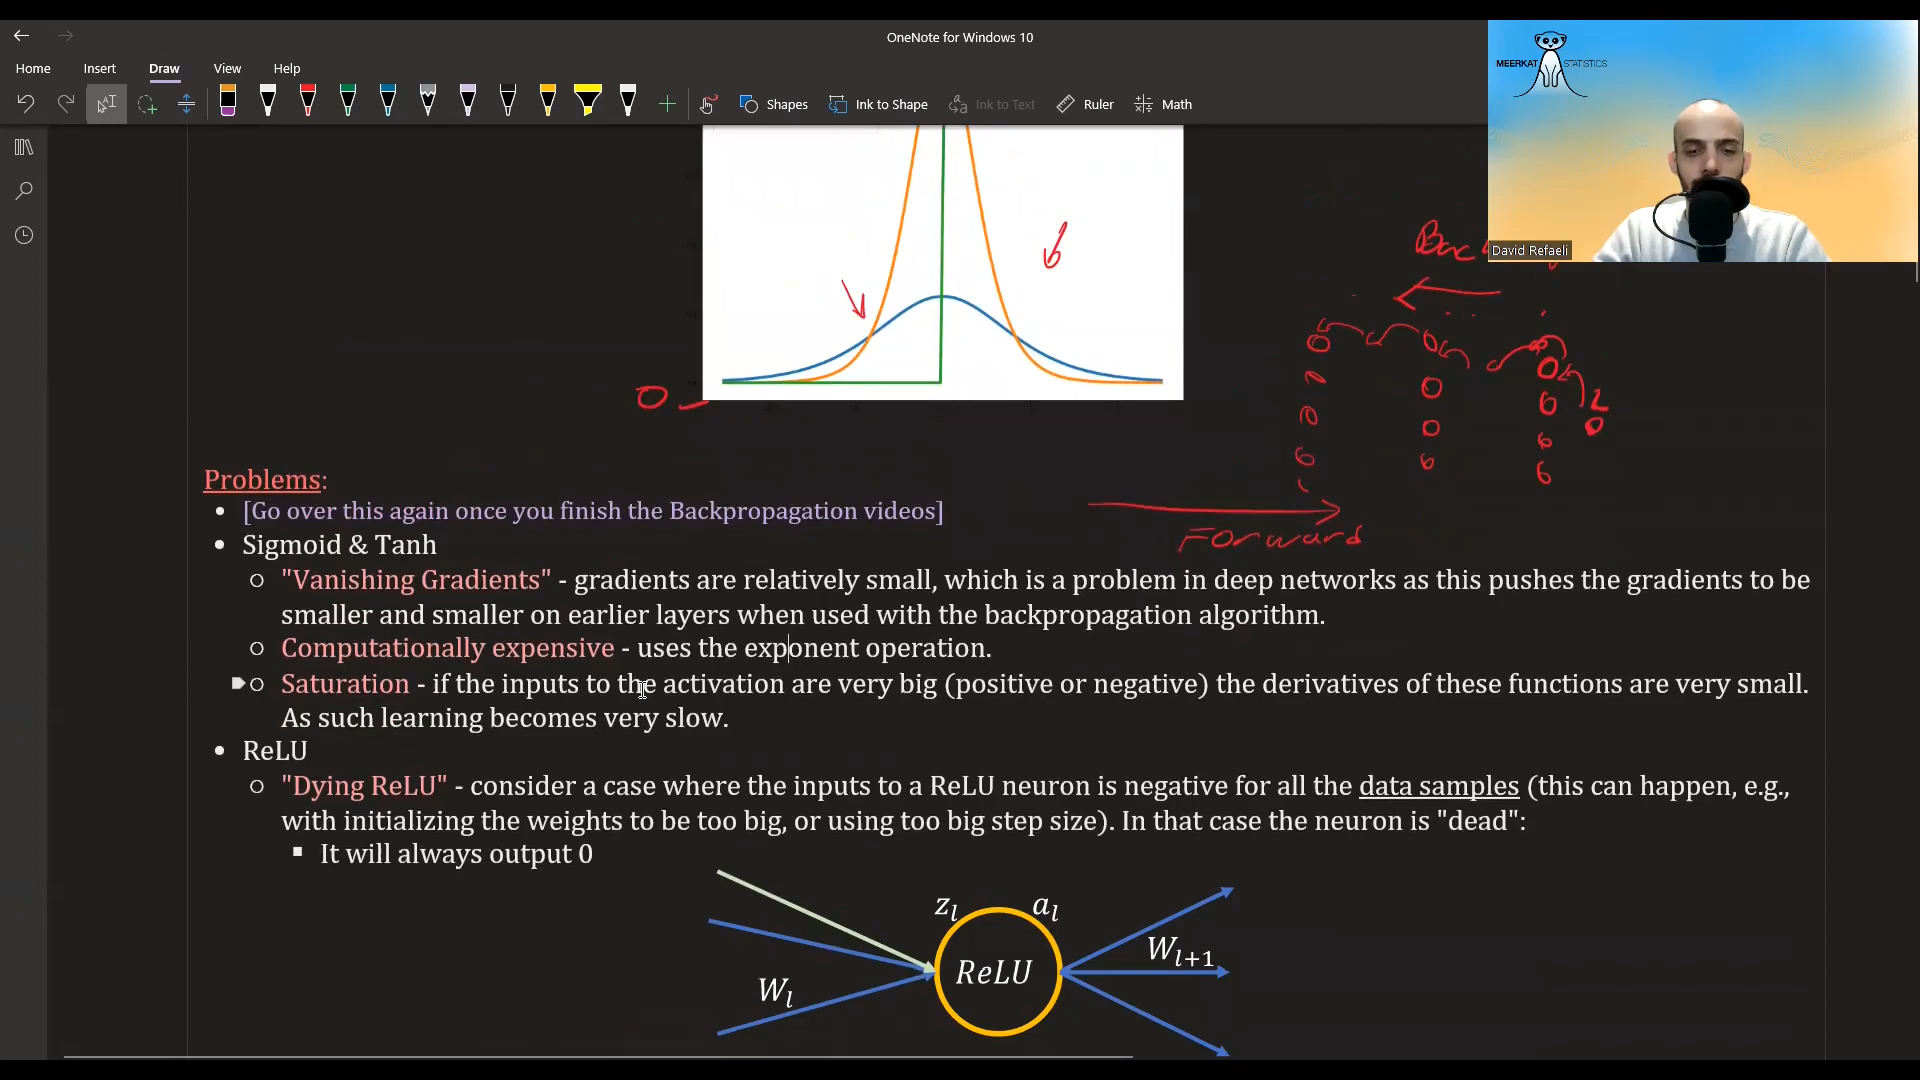 OneNote for Windows 10
Home Insert Draw View Help
Shapes Ink to Shape Ink to Text Ruler Math
MEERKAT STATISTICS
David Refaeli
0
Forward
Problems:
[Go over this again once you finish the Backpropagation videos]
Sigmoid & Tanh
"Vanishing Gradients" - gradients are relatively small, which is a problem in deep networks as this pushes the gradients to be
smaller and smaller on earlier layers when used with the backpropagation algorithm.
Computationally expensive - uses the exponent operation.
Saturation - if the inputs to the activation are very big (positive or negative) the derivatives of these functions are very small.
As such learning becomes very slow.
ReLU
"Dying ReLU" - consider a case where the inputs to a ReLU neuron is negative for all the data samples (this can happen, e.g.,
with initializing the weights to be too big, or using too big step size). In that case the neuron is "dead":
It will always output 0
z_l a_l
W_l ReLU W_{l+1}